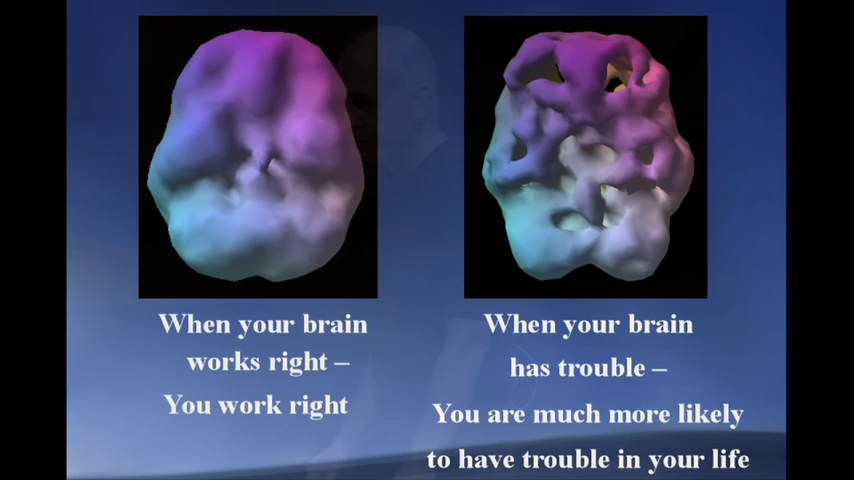 When your brain
works right –
You work right
When your brain
has trouble –
You are much more likely
to have trouble in your life